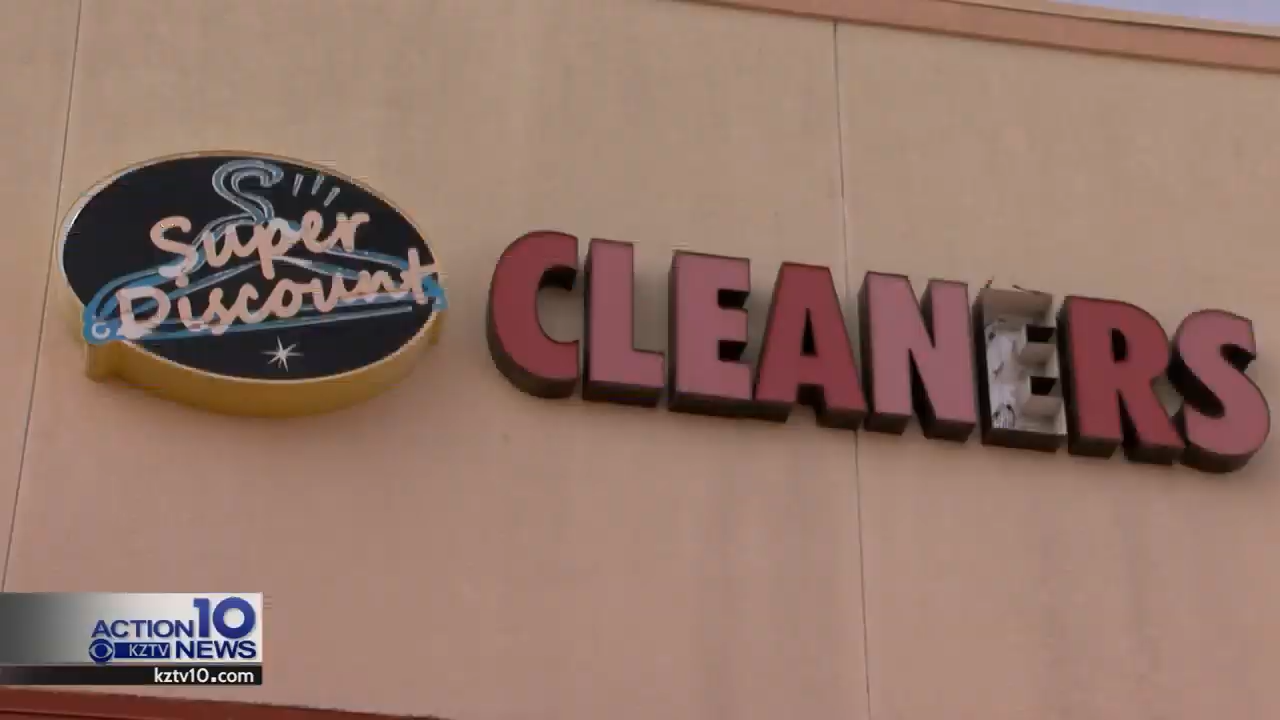 Super
Discount
CLEANERS
ACTION 10
KZTV NEWS
kztv10.com